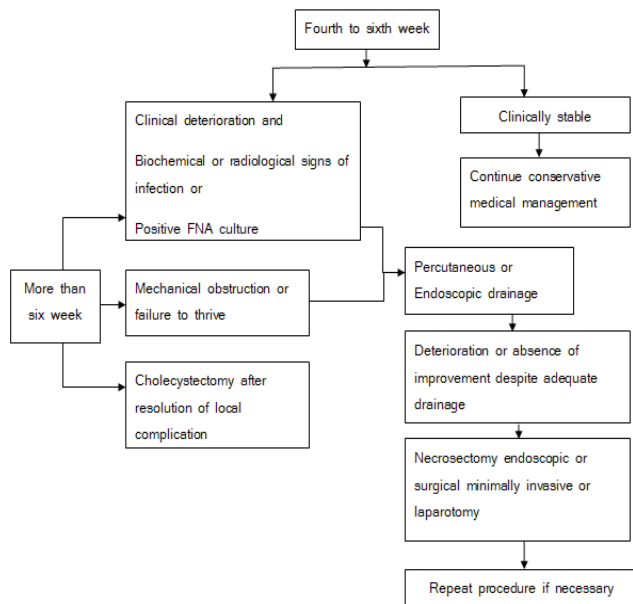 Fourth to sixth week
Clinical deterioration and
Biochemical or radiological signs of
infection or
Positive FNA culture
Clinically stable
Continue conservative
medical management
More than
six week
Mechanical obstruction or
failure to thrive
Cholecystectomy after
resolution of local
complication
Percutaneous or
Endoscopic drainage
Deterioration or absence of
improvement despite adequate
drainage
Necrosectomy endoscopic or
surgical minimally invasive or
laparotomy
Repeat procedure if necessary